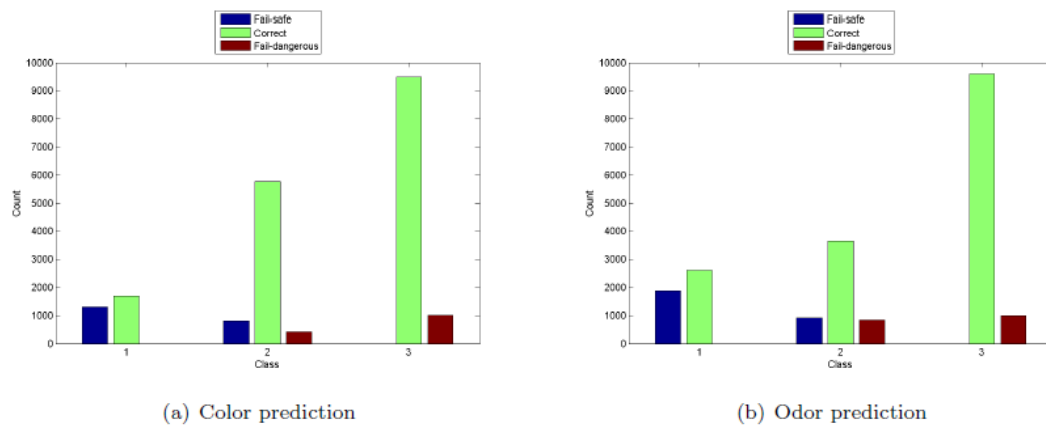 Fail-safe
Correct
Fail-dangerous
10000
9000
8000
7000
6000
5000
4000
3000
2000
1000
0
Count
1 2 3
Class
(a) Color prediction
Fail-safe
Correct
Fail-dangerous
10000
9000
8000
7000
6000
5000
4000
3000
2000
1000
0
Count
1 2 3
Class
(b) Odor prediction